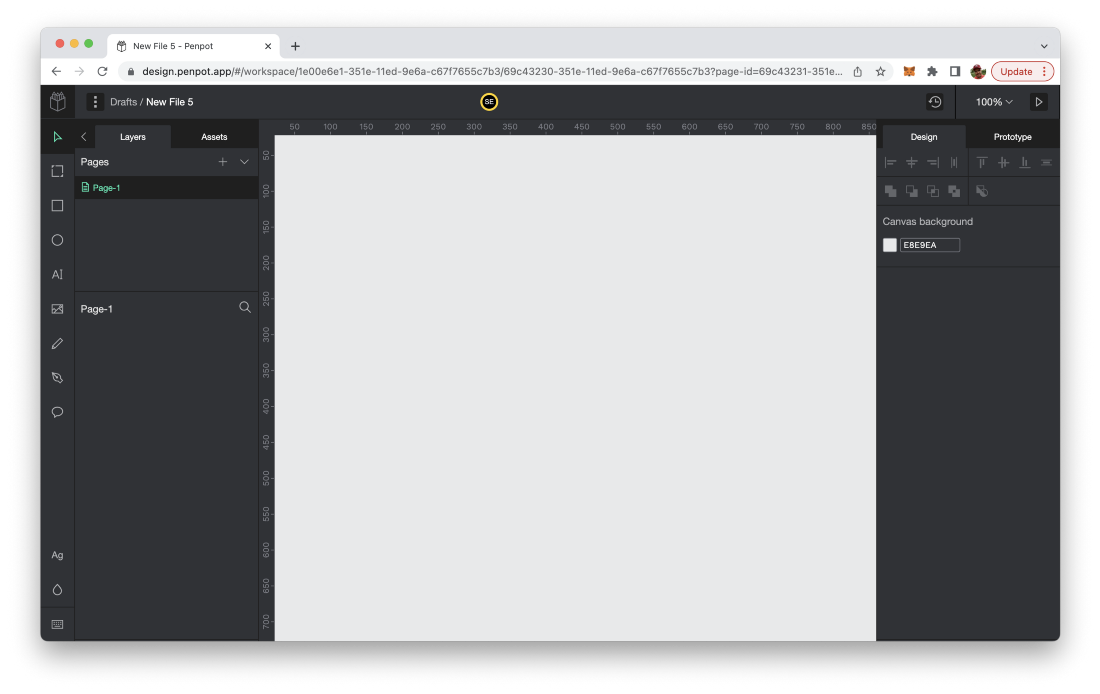 New File 5 - Penpot
design.penpot.app/#/workspace/1e00e6e1-351e-11ed-9e6a-c67f7655c7b3/69c43230-351e-11ed-9e6a-c67f7655c7b3?page-id=69c43231-351e...
Update
Drafts / New File 5
SE
100%
Layers
Assets
50 100 150 200 250 300 350 400 450 500 550 600 650 700 750 800 850
Design
Prototype
Pages
Page-1
Canvas background
E8E9EA
Page-1
AI
Ag
50
100
150
200
250
300
350
400
450
500
550
600
650
700